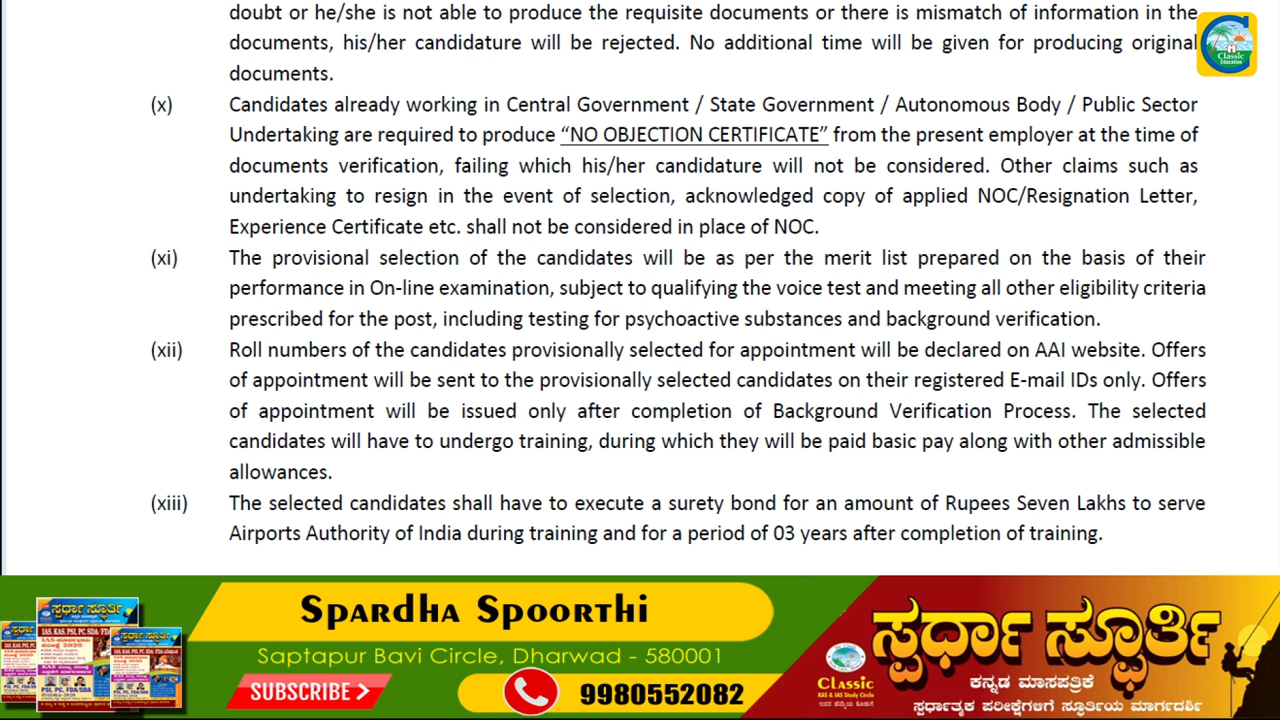 doubt or he/she is not able to produce the requisite documents or there is mismatch of information in the
documents, his/her candidature will be rejected. No additional time will be given for producing original
documents.
Classic
Education
(x) Candidates already working in Central Government / State Government / Autonomous Body / Public Sector
Undertaking are required to produce “NO OBJECTION CERTIFICATE” from the present employer at the time of
documents verification, failing which his/her candidature will not be considered. Other claims such as
undertaking to resign in the event of selection, acknowledged copy of applied NOC/Resignation Letter,
Experience Certificate etc. shall not be considered in place of NOC.
(xi) The provisional selection of the candidates will be as per the merit list prepared on the basis of their
performance in On-line examination, subject to qualifying the voice test and meeting all other eligibility criteria
prescribed for the post, including testing for psychoactive substances and background verification.
(xii) Roll numbers of the candidates provisionally selected for appointment will be declared on AAI website. Offers
of appointment will be sent to the provisionally selected candidates on their registered E-mail IDs only. Offers
of appointment will be issued only after completion of Background Verification Process. The selected
candidates will have to undergo training, during which they will be paid basic pay along with other admissible
allowances.
(xiii) The selected candidates shall have to execute a surety bond for an amount of Rupees Seven Lakhs to serve
Airports Authority of India during training and for a period of 03 years after completion of training.
ಸ್ಪರ್ಧಾ ಸ್ಫೂರ್ತಿ
IAS, KAS, PSI, PC, SDA/FDA
Spardha Spoorthi
Saptapur Bavi Circle, Dharwad - 580001
SUBSCRIBE >
9980552082
Classic
KAS & IAS Study Circle
ಸ್ಪರ್ಧಾ ಸ್ಫೂರ್ತಿ
ಕನ್ನಡ ಮಾಸಪತ್ರಿಕೆ
ಸ್ಪರ್ಧಾತ್ಮಕ ಪರೀಕ್ಷೆಗಳಿಗೆ ಸ್ಫೂರ್ತಿಯ ಮಾರ್ಗದರ್ಶಿ